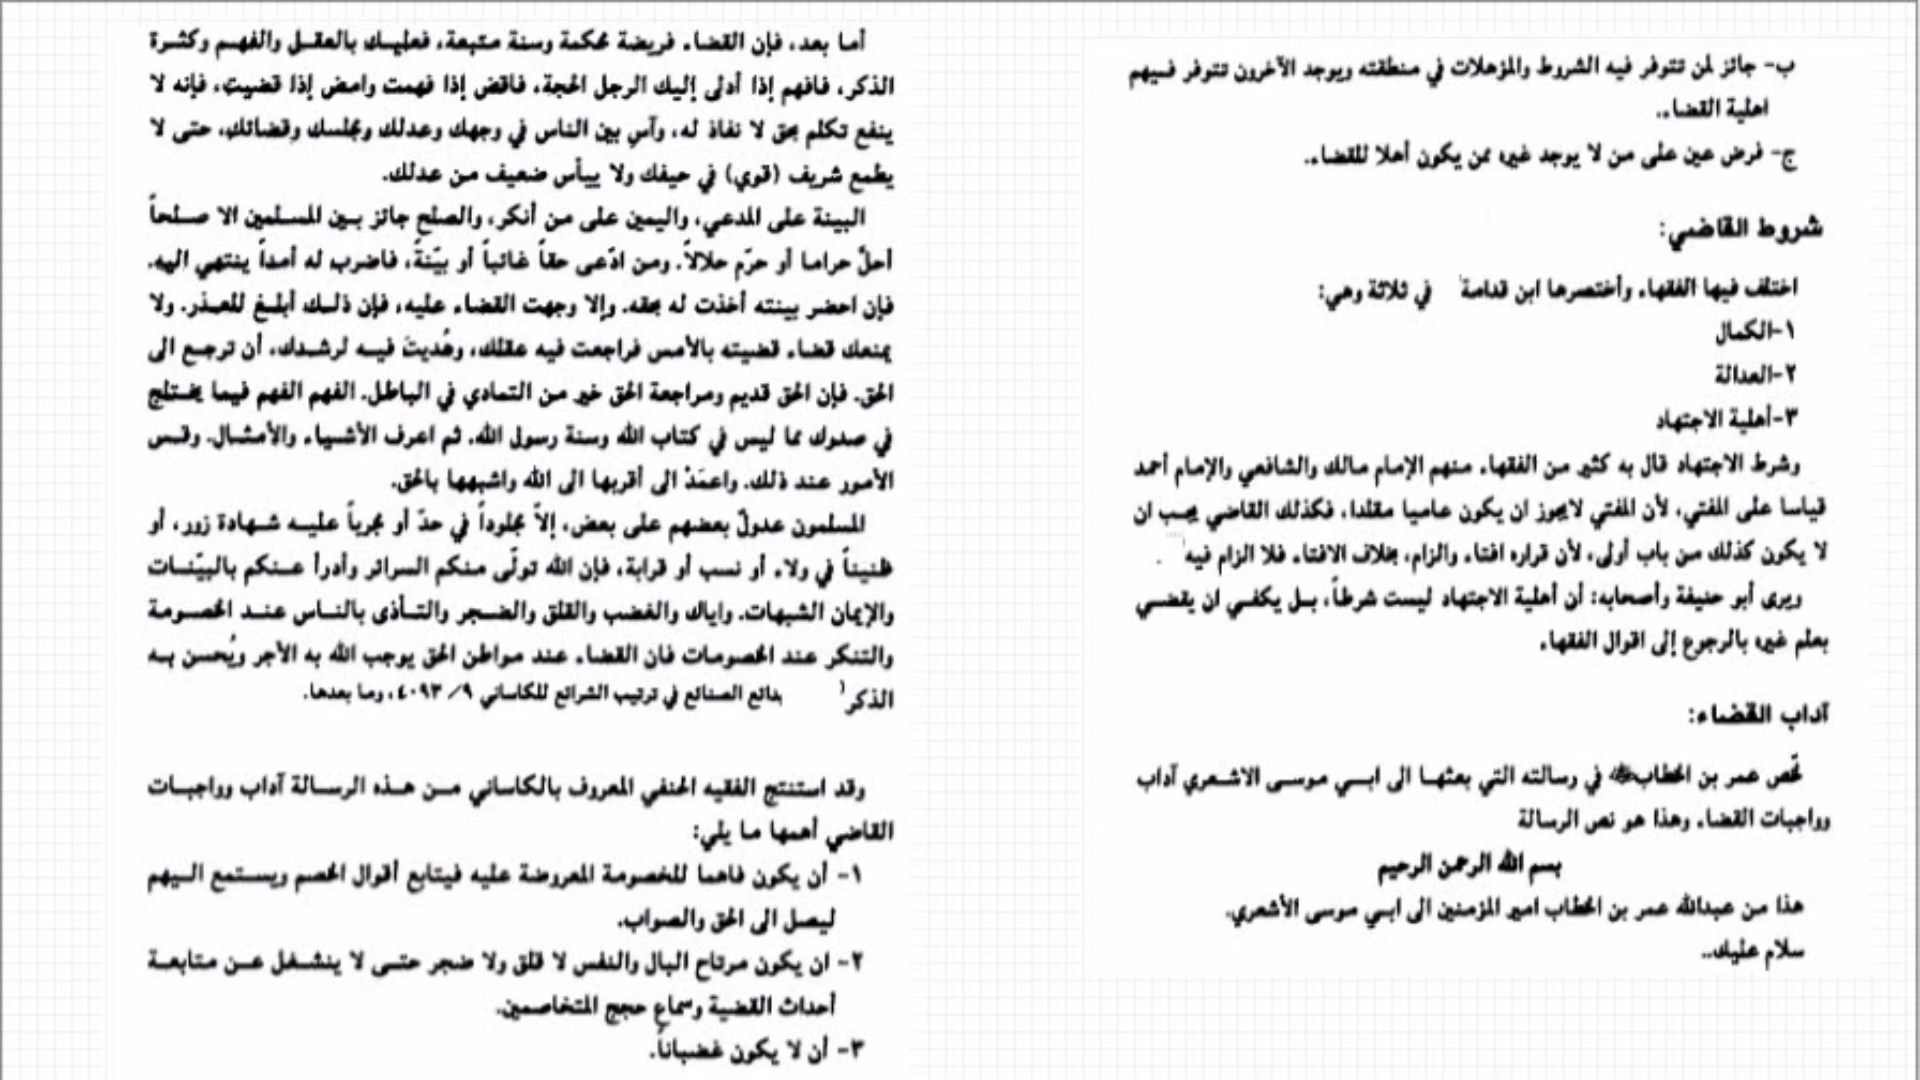 ب- جائز لمن تتوفر فيه الشروط والمؤهلات في منطقته ويوجد الآخرون تتوفر فيهم
اهلية القضاء.
ج- فرض عين على من لا يوجد غيره ممن يكون أهلا للقضاء.
شروط القاضي:
اختلف فيها الفقهاء وأختصرها ابن قدامة في ثلاثة وهي:
١-الكمال
٢-العدالة
٣-أهلية الاجتهاد
وشرط الاجتهاد قال به كثير من الفقهاء منهم الإمام مالك والشافعي والإمام أحمد
قياسا على المفتي، لأن المفتي لايجوز ان يكون عاميا مقلدا، فكذلك القاضي يجب ان
لا يكون كذلك من باب أولى، لأن قراره افتاء والزام، بخلاف الافتاء فلا الزام فيه
ويرى أبو حنيفة وأصحابه: أن أهلية الاجتهاد ليست شرطاً، بل يكفي ان يقضي
بعلم غيره بالرجوع إلى اقوال الفقهاء.
آداب القضاء:
لخّص عمر بن الخطاب في رسالته التي بعثها الى ابي موسى الاشعري آداب
وواجبات القضاء وهذا هو نص الرسالة
بسم الله الرحمن الرحيم
هذا من عبدالله عمر بن الخطاب امير المؤمنين الى ابي موسى الأشعري.
سلام عليك..
أما بعد، فإن القضاء فريضة محكمة وسنة متبعة، فعليك بالعقل والفهم وكثرة
الذكر، فافهم إذا أدلى إليك الرجل الحجة، فاقض إذا فهمت وامض إذا قضيت، فإنه لا
ينفع تكلم بحق لا نفاذ له، وآس بين الناس في وجهك وعدلك ومجلسك وقضائك، حتى لا
يطمع شريف (قوي) في حيفك ولا ييأس ضعيف من عدلك.
البينة على المدعي، واليمين على من أنكر، والصلح جائز بين المسلمين الا صلحاً
أحلّ حراما أو حرّم حلالاً. ومن ادّعى حقاً غائباً أو بيّنةً، فاضرب له أمداً ينتهي اليه.
فإن احضر بينته أخذت له بحقه. وإلا وجهت القضاء عليه، فإن ذلك أبلغ للعذر. ولا
يمنعك قضاء قضيته بالأمس فراجعت فيه عقلك، وهُديتَ فيه لرشدك، أن ترجع الى
الحق. فإن الحق قديم ومراجعة الحق خير من التمادي في الباطل. الفهم الفهم فيما يختلج
في صدوك مما ليس في كتاب الله وسنة رسول الله. ثم اعرف الأشياء والأمثال. وقس
الأمور عند ذلك. واعمَدْ الى أقربها الى الله واشبهها بالحق.
المسلمون عدولٌ بعضهم على بعض، إلاّ مجلوداً في حدّ أو مجرباً عليه شهادة زور، أو
ظنيناً في ولاء أو نسب أو قرابة، فإن الله تولّى منكم السرائر وأدرأ عنكم بالبيّنات
والإيمان الشبهات. واياك والغضب والقلق والضجر والتأذى بالناس عند الخصومة
والتنكر عند الخصومات فان القضاء عند مواطن الحق يوجب الله به الأجر ويُحسن به
الذكر بدائع الصنائع في ترتيب الشرائع للكاساني ٩/ ٤٠٩٣، وما بعدها.
وقد استنتج الفقيه الحنفي المعروف بالكاساني من هذه الرسالة آداب وواجبات
القاضي أهمها ما يلي:
١- أن يكون فاهما للخصومة المعروضة عليه فيتابع أقوال الخصم ويستمع اليهم
ليصل الى الحق والصواب.
٢- ان يكون مرتاح البال والنفس لا قلق ولا ضجر حتى لا ينشغل عن متابعة
أحداث القضية وسماع حجج المتخاصمين.
٣- أن لا يكون غضباناً.